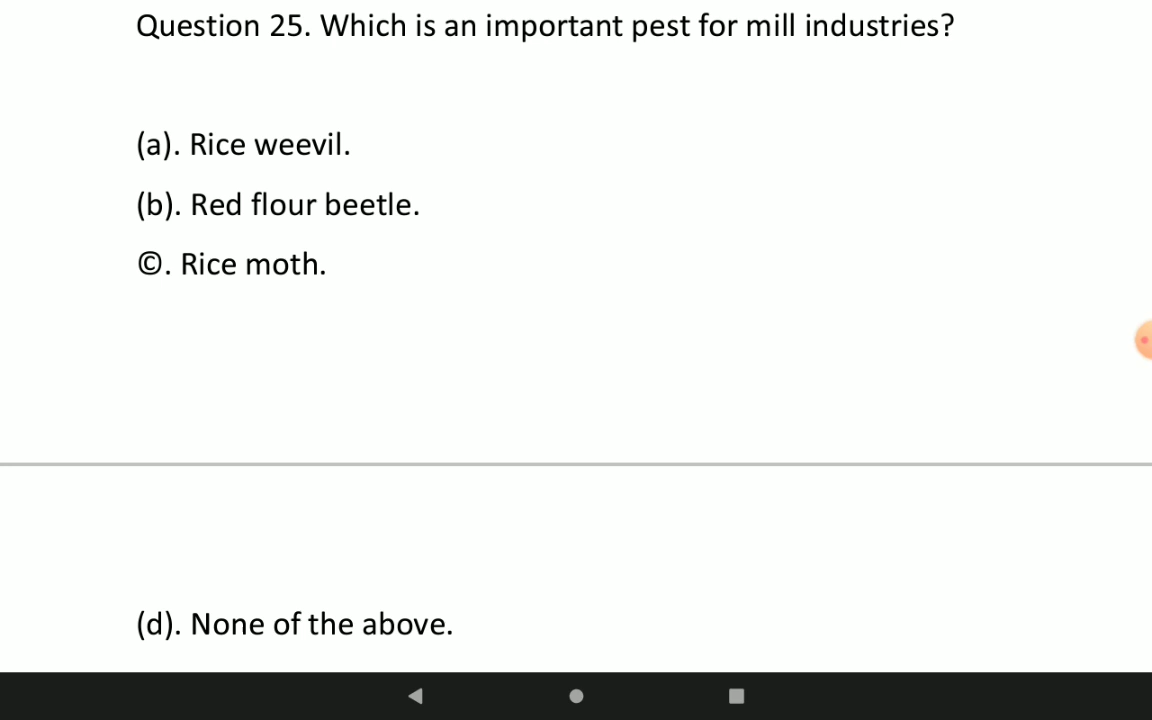 Question 25. Which is an important pest for mill industries?
(a). Rice weevil.
(b). Red flour beetle.
©. Rice moth.
(d). None of the above.